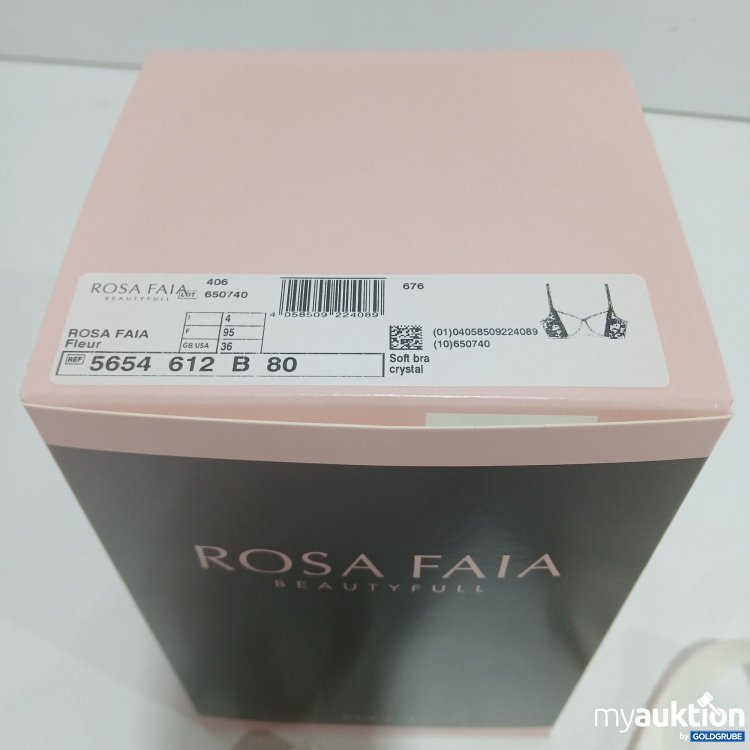 ROSA FAIA
BEAUTYFULL
406
LOT 650740
4 058509 224089
676
ROSA FAIA
Fleur
I 4
F 95
GB USA 36
(01)04058509224089
(10)650740
REF 5654 612 B 80
Soft bra
crystal
ROSA FAIA
BEAUTYFULL
myauktion
by GOLDGRUBE